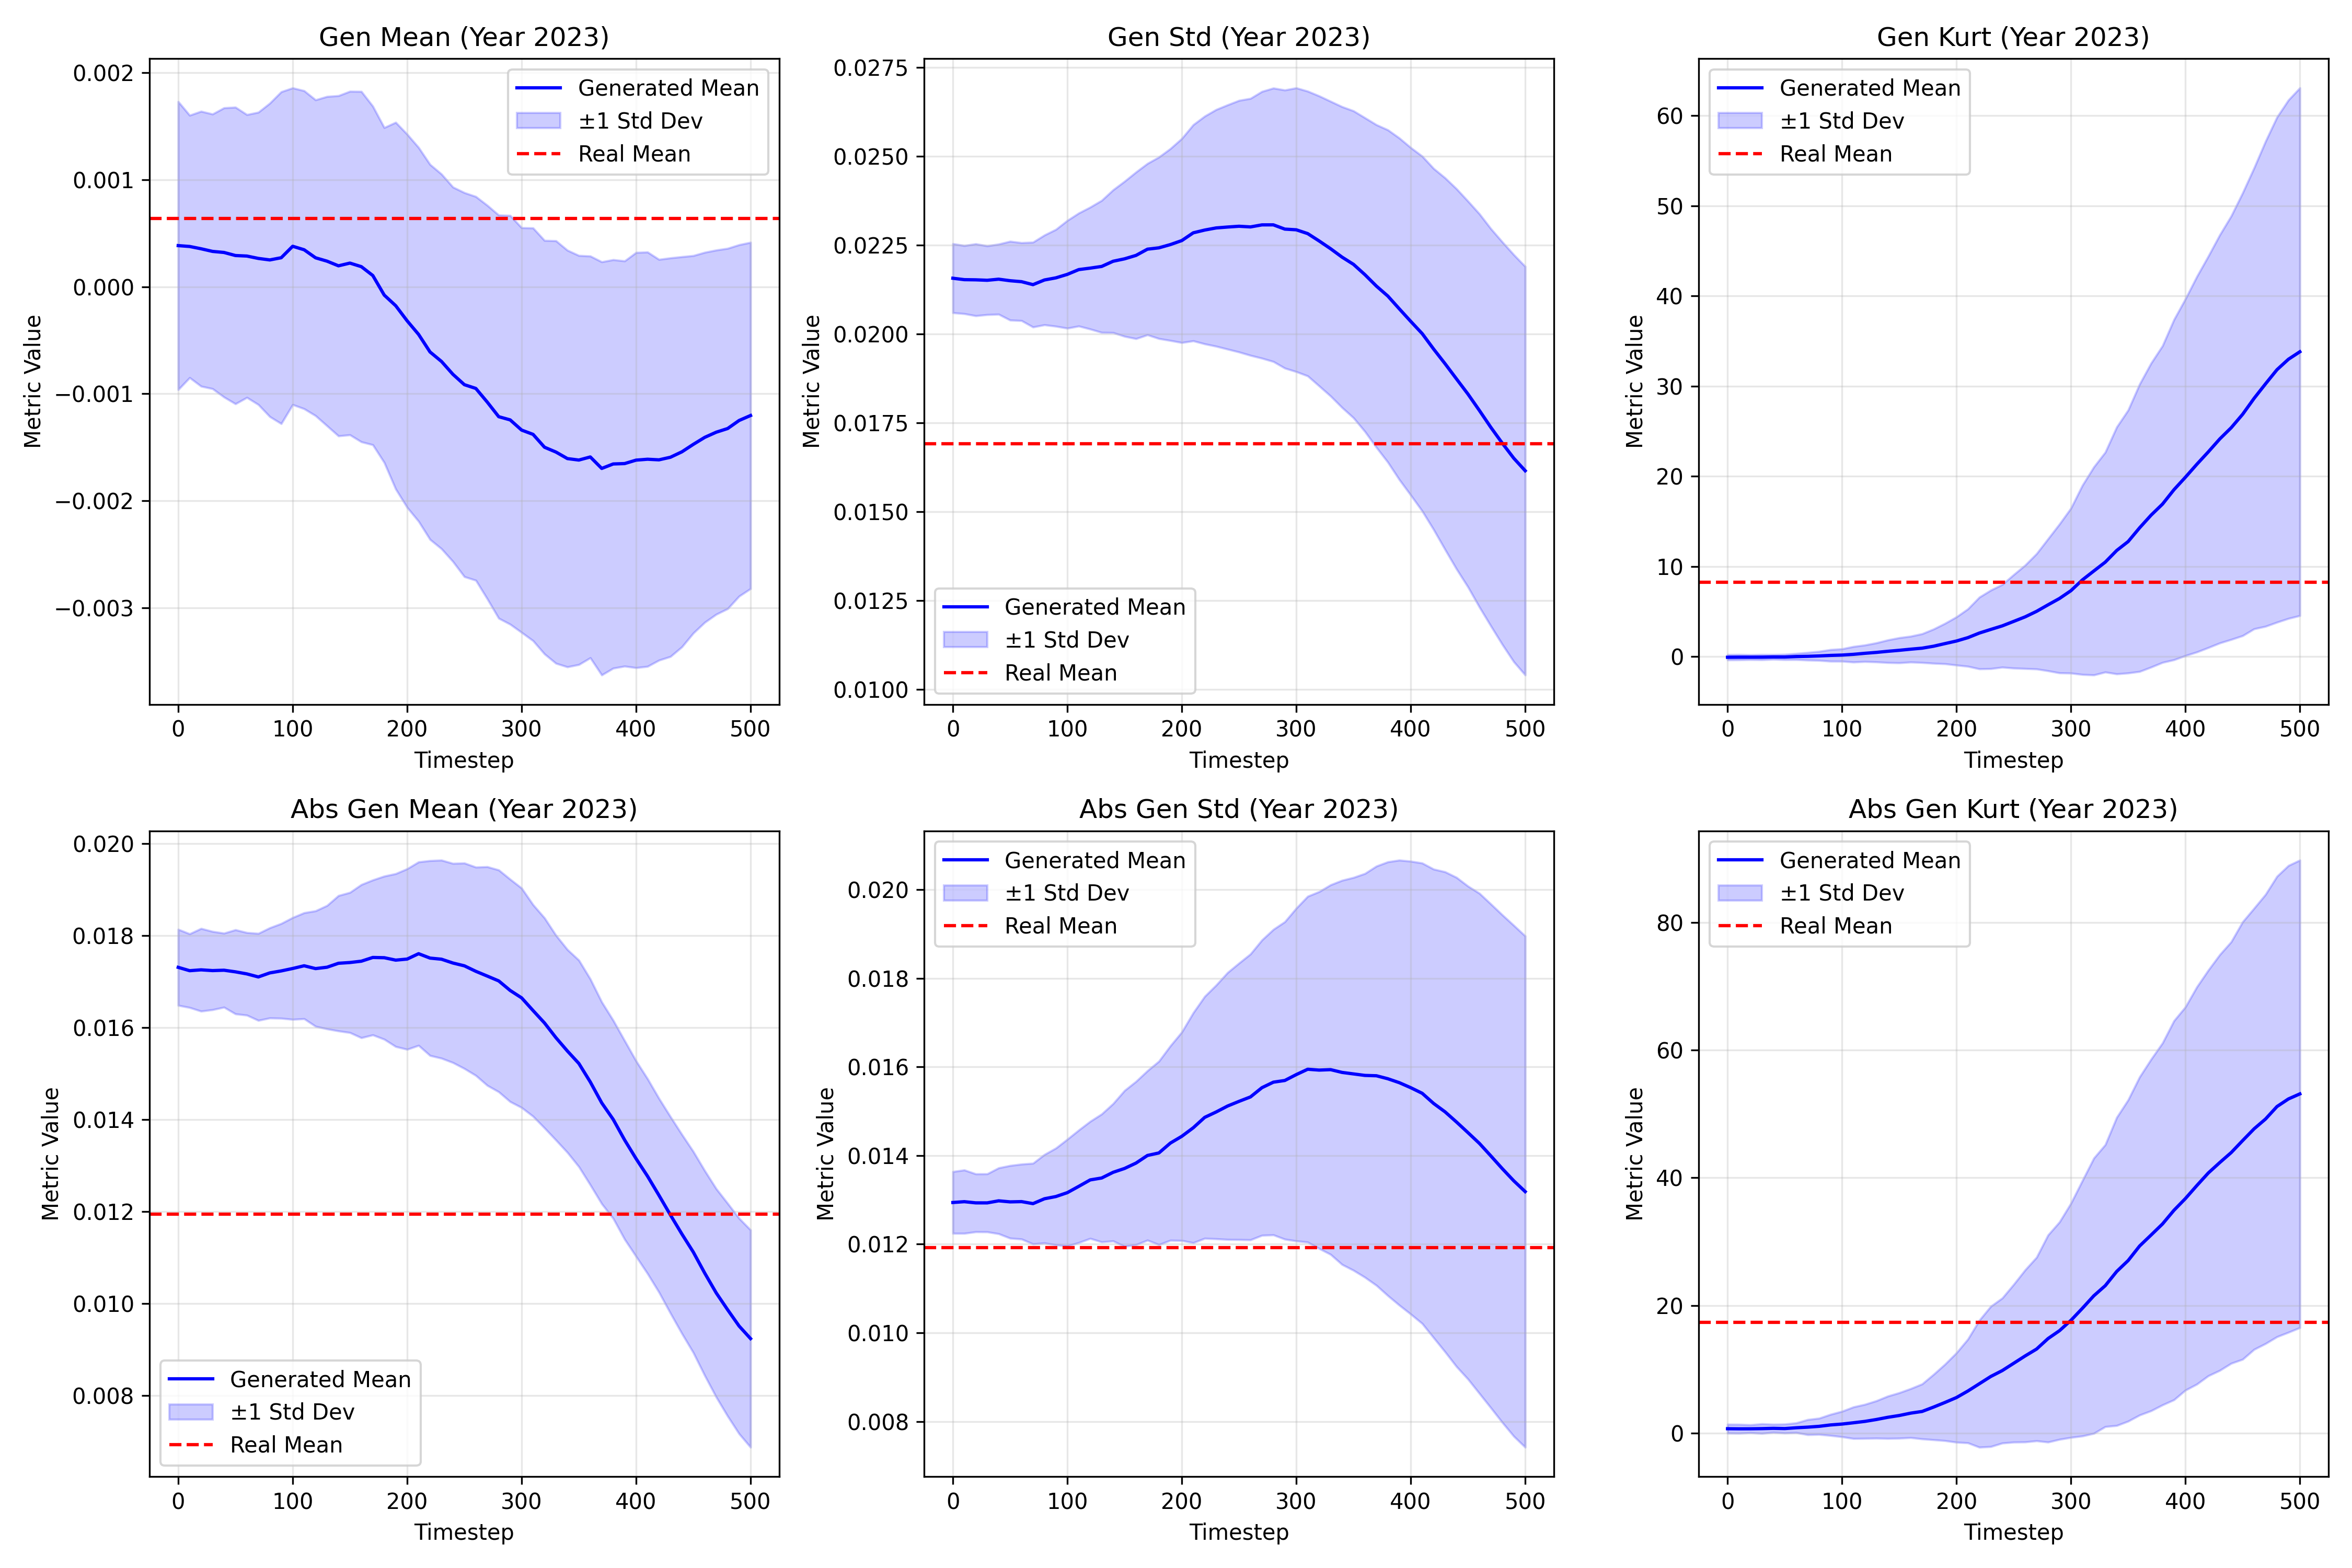 Gen Mean (Year 2023)
Metric Value
0.002
0.001
0.000
−0.001
−0.002
−0.003
Generated Mean
±1 Std Dev
Real Mean
0 100 200 300 400 500
Timestep
Gen Std (Year 2023)
Metric Value
0.0275
0.0250
0.0225
0.0200
0.0175
0.0150
0.0125
0.0100
Generated Mean
±1 Std Dev
Real Mean
0 100 200 300 400 500
Timestep
Gen Kurt (Year 2023)
Metric Value
60
50
40
30
20
10
0
Generated Mean
±1 Std Dev
Real Mean
0 100 200 300 400 500
Timestep
Abs Gen Mean (Year 2023)
Metric Value
0.020
0.018
0.016
0.014
0.012
0.010
0.008
Generated Mean
±1 Std Dev
Real Mean
0 100 200 300 400 500
Timestep
Abs Gen Std (Year 2023)
Metric Value
0.020
0.018
0.016
0.014
0.012
0.010
0.008
Generated Mean
±1 Std Dev
Real Mean
0 100 200 300 400 500
Timestep
Abs Gen Kurt (Year 2023)
Metric Value
80
60
40
20
0
Generated Mean
±1 Std Dev
Real Mean
0 100 200 300 400 500
Timestep